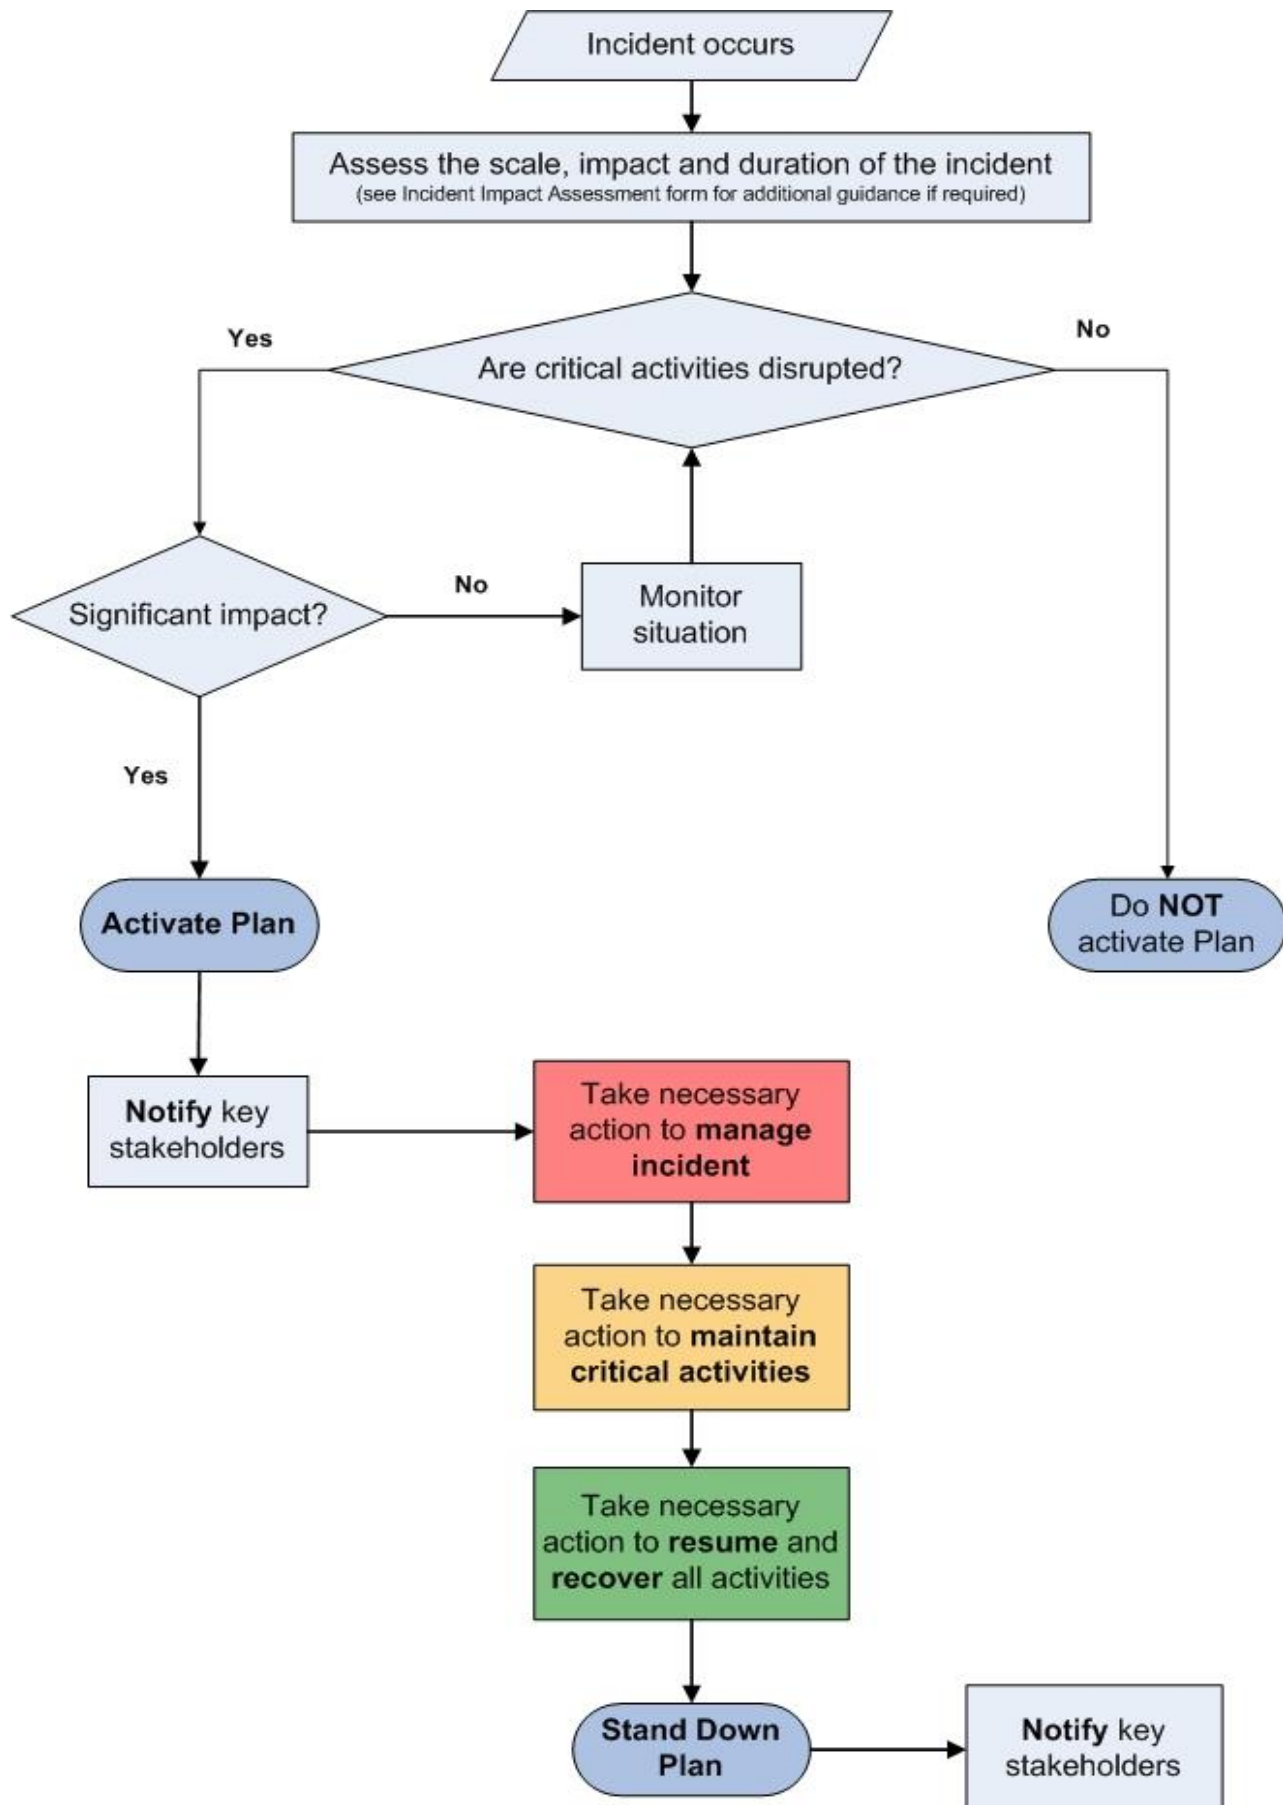 Incident occurs
Assess the scale, impact and duration of the incident
(see Incident Impact Assessment form for additional guidance if required)
Yes
No
Are critical activities disrupted?
Significant impact?
No
Monitor
situation
Yes
Activate Plan
Do NOT
activate Plan
Notify key
stakeholders
Take necessary
action to manage
incident
Take necessary
action to maintain
critical activities
Take necessary
action to resume and
recover all activities
Stand Down
Plan
Notify key
stakeholders